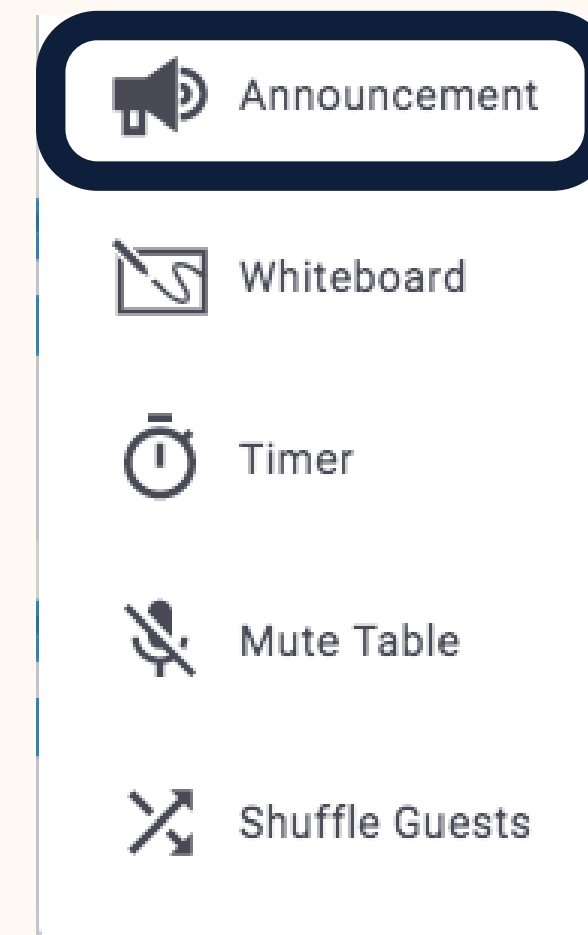 Announcement
Whiteboard
Timer
Mute Table
Shuffle Guests